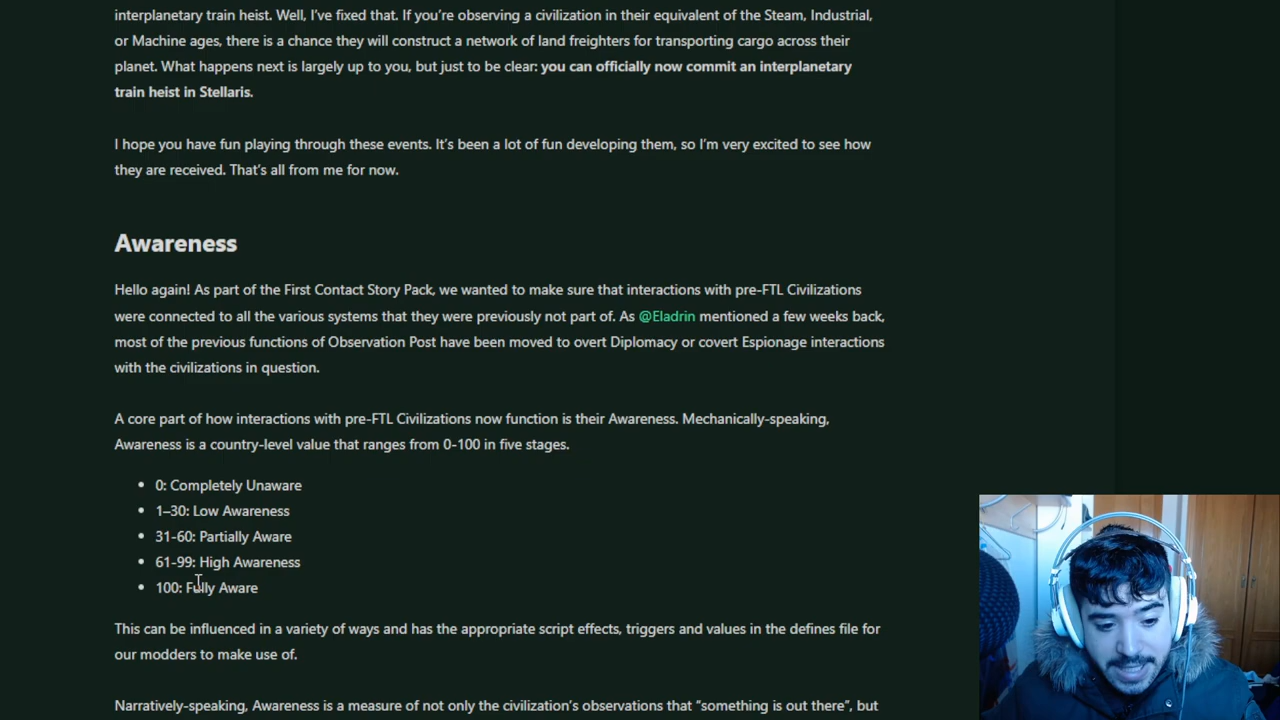 interplanetary train heist. Well, I've fixed that. If you're observing a civilization in their equivalent of the Steam, Industrial,
or Machine ages, there is a chance they will construct a network of land freighters for transporting cargo across their
planet. What happens next is largely up to you, but just to be clear: you can officially now commit an interplanetary
train heist in Stellaris.
I hope you have fun playing through these events. It's been a lot of fun developing them, so I'm very excited to see how
they are received. That's all from me for now.
Awareness
Hello again! As part of the First Contact Story Pack, we wanted to make sure that interactions with pre-FTL Civilizations
were connected to all the various systems that they were previously not part of. As @Eladrin mentioned a few weeks back,
most of the previous functions of Observation Post have been moved to overt Diplomacy or covert Espionage interactions
with the civilizations in question.
A core part of how interactions with pre-FTL Civilizations now function is their Awareness. Mechanically-speaking,
Awareness is a country-level value that ranges from 0-100 in five stages.
• 0: Completely Unaware
• 1–30: Low Awareness
• 31-60: Partially Aware
• 61-99: High Awareness
• 100: Fully Aware
This can be influenced in a variety of ways and has the appropriate script effects, triggers and values in the defines file for
our modders to make use of.
Narratively-speaking, Awareness is a measure of not only the civilization's observations that "something is out there", but